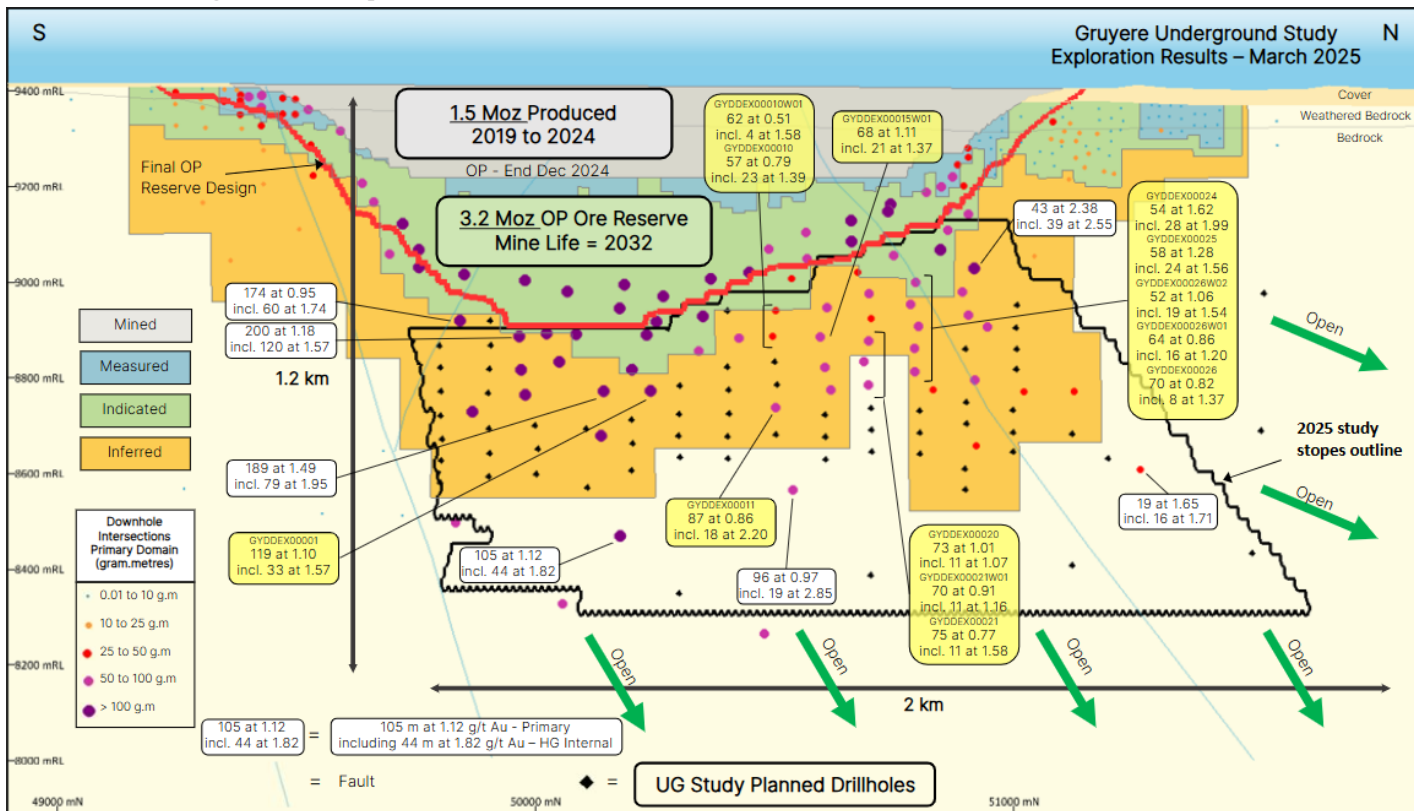 S
Gruyere Underground Study
Exploration Results – March 2025
N
9400 mRL
Cover
Weathered Bedrock
Bedrock
1.5 Moz Produced
2019 to 2024
OP - End Dec 2024
GYDDEX00010W01
62 at 0.51
incl. 4 at 1.58
GYDDEX00010
57 at 0.79
incl. 23 at 1.39
GYDDEX00015W01
68 at 1.11
incl. 21 at 1.37
Final OP
Reserve Design
9200 mRL
3.2 Moz OP Ore Reserve
Mine Life = 2032
43 at 2.38
incl. 39 at 2.55
GYDDEX00024
54 at 1.62
incl. 28 at 1.99
GYDDEX00025
58 at 1.28
incl. 24 at 1.56
GYDDEX00026W02
52 at 1.06
incl. 19 at 1.54
GYDDEX00026W01
64 at 0.86
incl. 16 at 1.20
GYDDEX00026
70 at 0.82
incl. 8 at 1.37
9000 mRL
174 at 0.95
incl. 60 at 1.74
200 at 1.18
incl. 120 at 1.57
Open
Mined
Measured
Indicated
Inferred
1.2 km
8800 mRL
2025 study
stopes outline
8600 mRL
189 at 1.49
incl. 79 at 1.95
19 at 1.65
incl. 16 at 1.71
Open
GYDDEX00011
87 at 0.86
incl. 18 at 2.20
GYDDEX00001
119 at 1.10
incl. 33 at 1.57
105 at 1.12
incl. 44 at 1.82
96 at 0.97
incl. 19 at 2.85
GYDDEX00020
73 at 1.01
incl. 11 at 1.07
GYDDEX00021W01
70 at 0.91
incl. 11 at 1.16
GYDDEX00021
75 at 0.77
incl. 11 at 1.58
8400 mRL
Downhole
Intersections
Primary Domain
(gram.metres)
0.01 to 10 g.m
10 to 25 g.m
25 to 50 g.m
50 to 100 g.m
> 100 g.m
8200 mRL
Open
Open
Open
Open
2 km
105 at 1.12
incl. 44 at 1.82
=
105 m at 1.12 g/t Au - Primary
including 44 m at 1.82 g/t Au – HG Internal
8000 mRL
= Fault
= UG Study Planned Drillholes
49000 mN
50000 mN
51000 mN